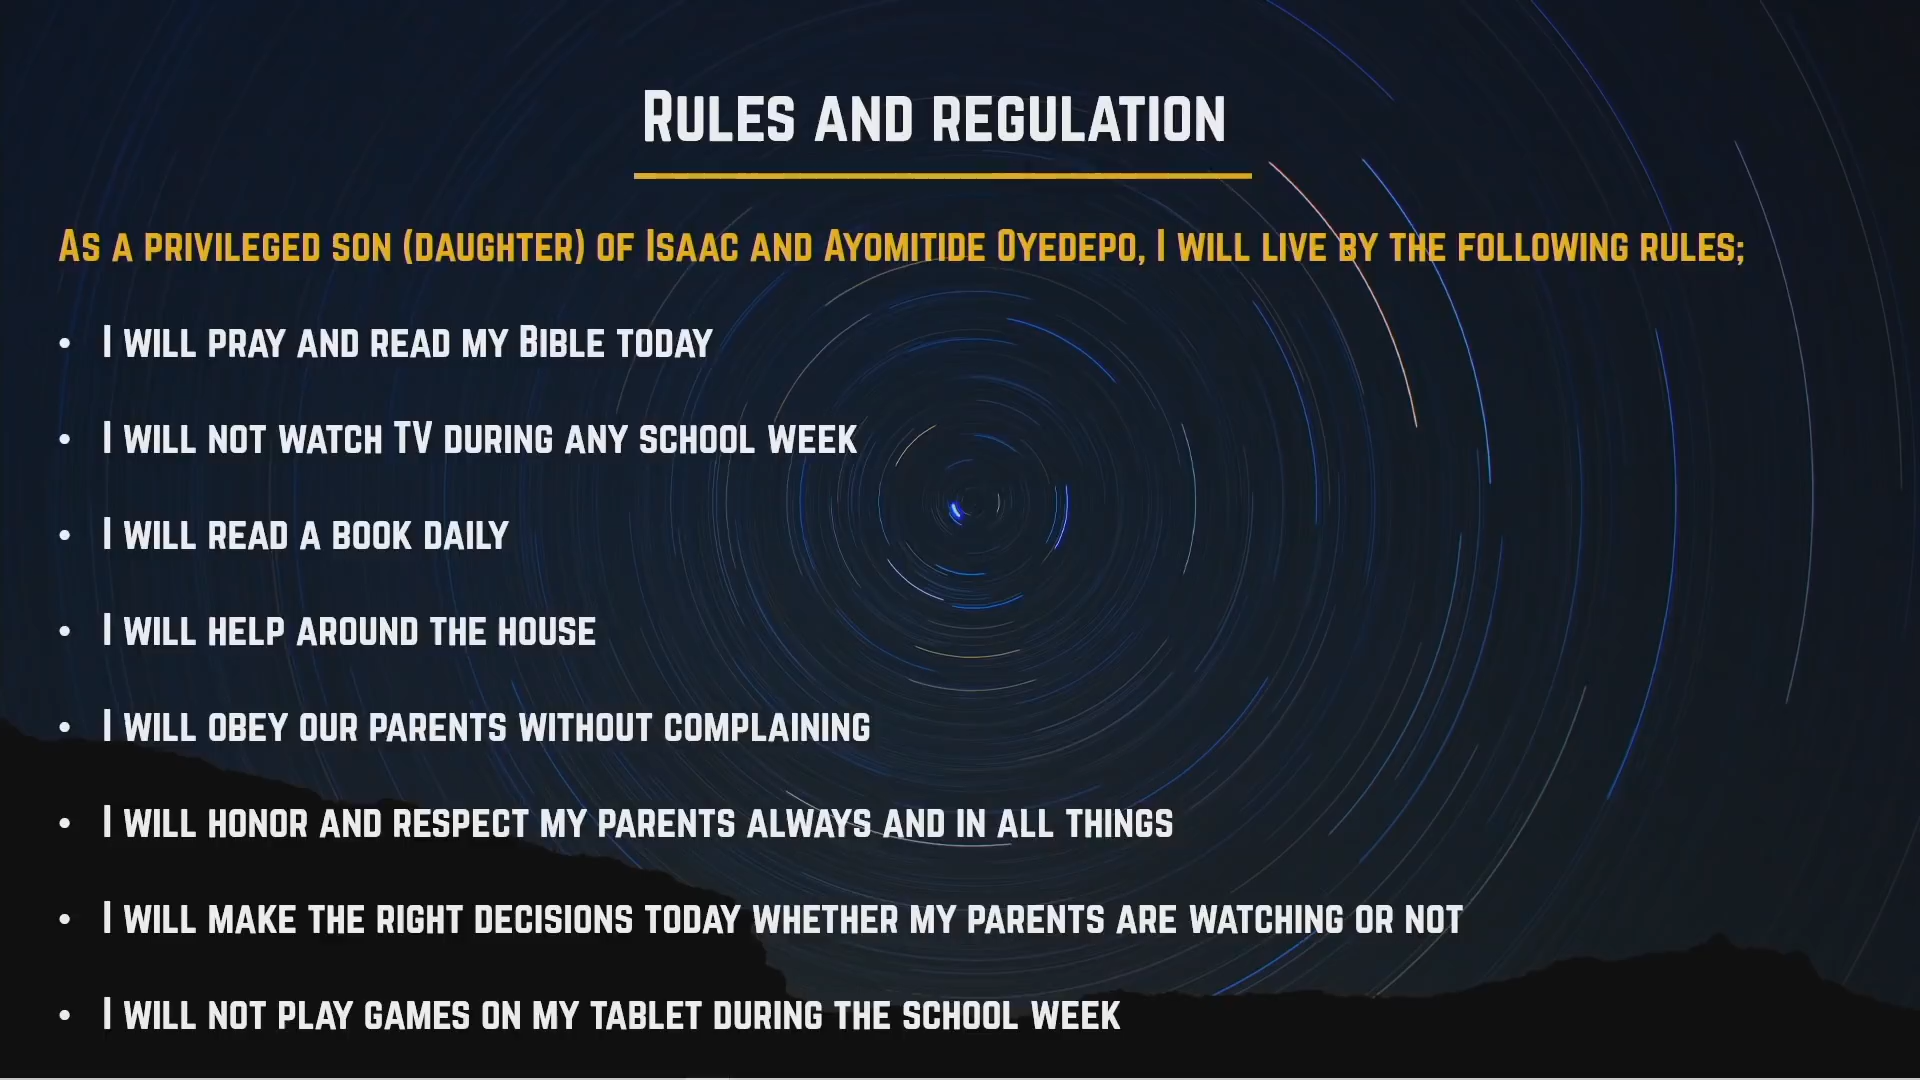 Rules and regulation
As a privileged son (daughter) of Isaac and Ayomitide Oyedepo, I will live by the following rules;
• I will pray and read my Bible today
• I will not watch TV during any school week
• I will read a book daily
• I will help around the house
• I will obey our parents without complaining
• I will honor and respect my parents always and in all things
• I will make the right decisions today whether my parents are watching or not
• I will not play games on my tablet during the school week